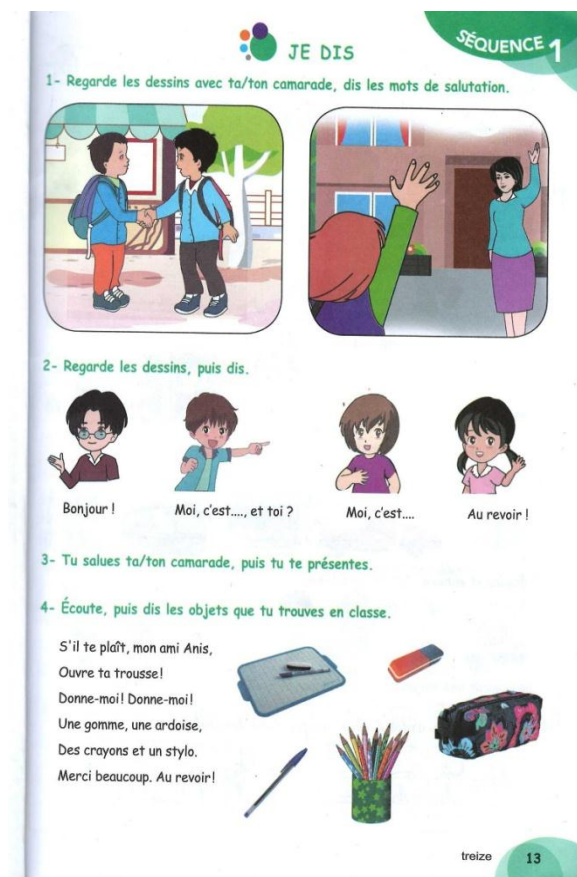 JE DIS
SÉQUENCE 1
1- Regarde les dessins avec ta/ton camarade, dis les mots de salutation.
2- Regarde les dessins, puis dis.
Bonjour !
Moi, c'est...., et toi ?
Moi, c'est....
Au revoir !
3- Tu salues ta/ton camarade, puis tu te présentes.
4- Écoute, puis dis les objets que tu trouves en classe.
S'il te plaît, mon ami Anis,
Ouvre ta trousse!
Donne-moi! Donne-moi!
Une gomme, une ardoise,
Des crayons et un stylo.
Merci beaucoup. Au revoir!
treize 13